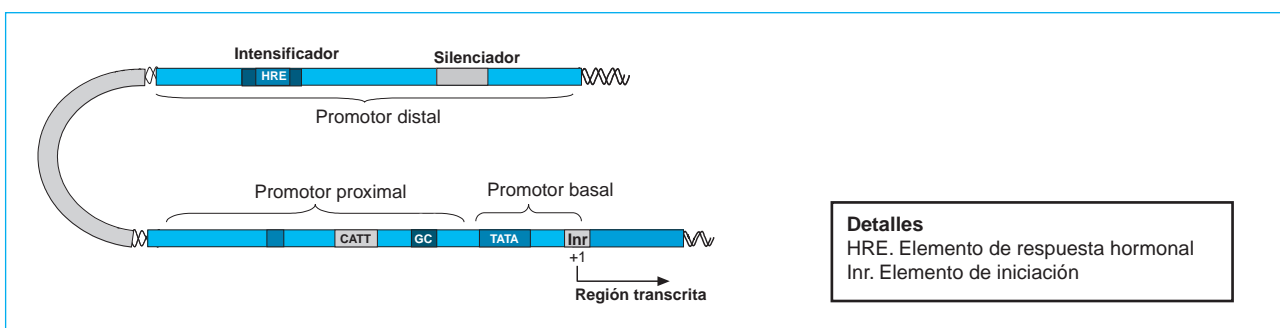 Intensificador
Silenciador
HRE
Promotor distal
Promotor proximal
Promotor basal
CATT
GC
TATA
Inr
+1
Región transcrita
Detalles
HRE. Elemento de respuesta hormonal
Inr. Elemento de iniciación